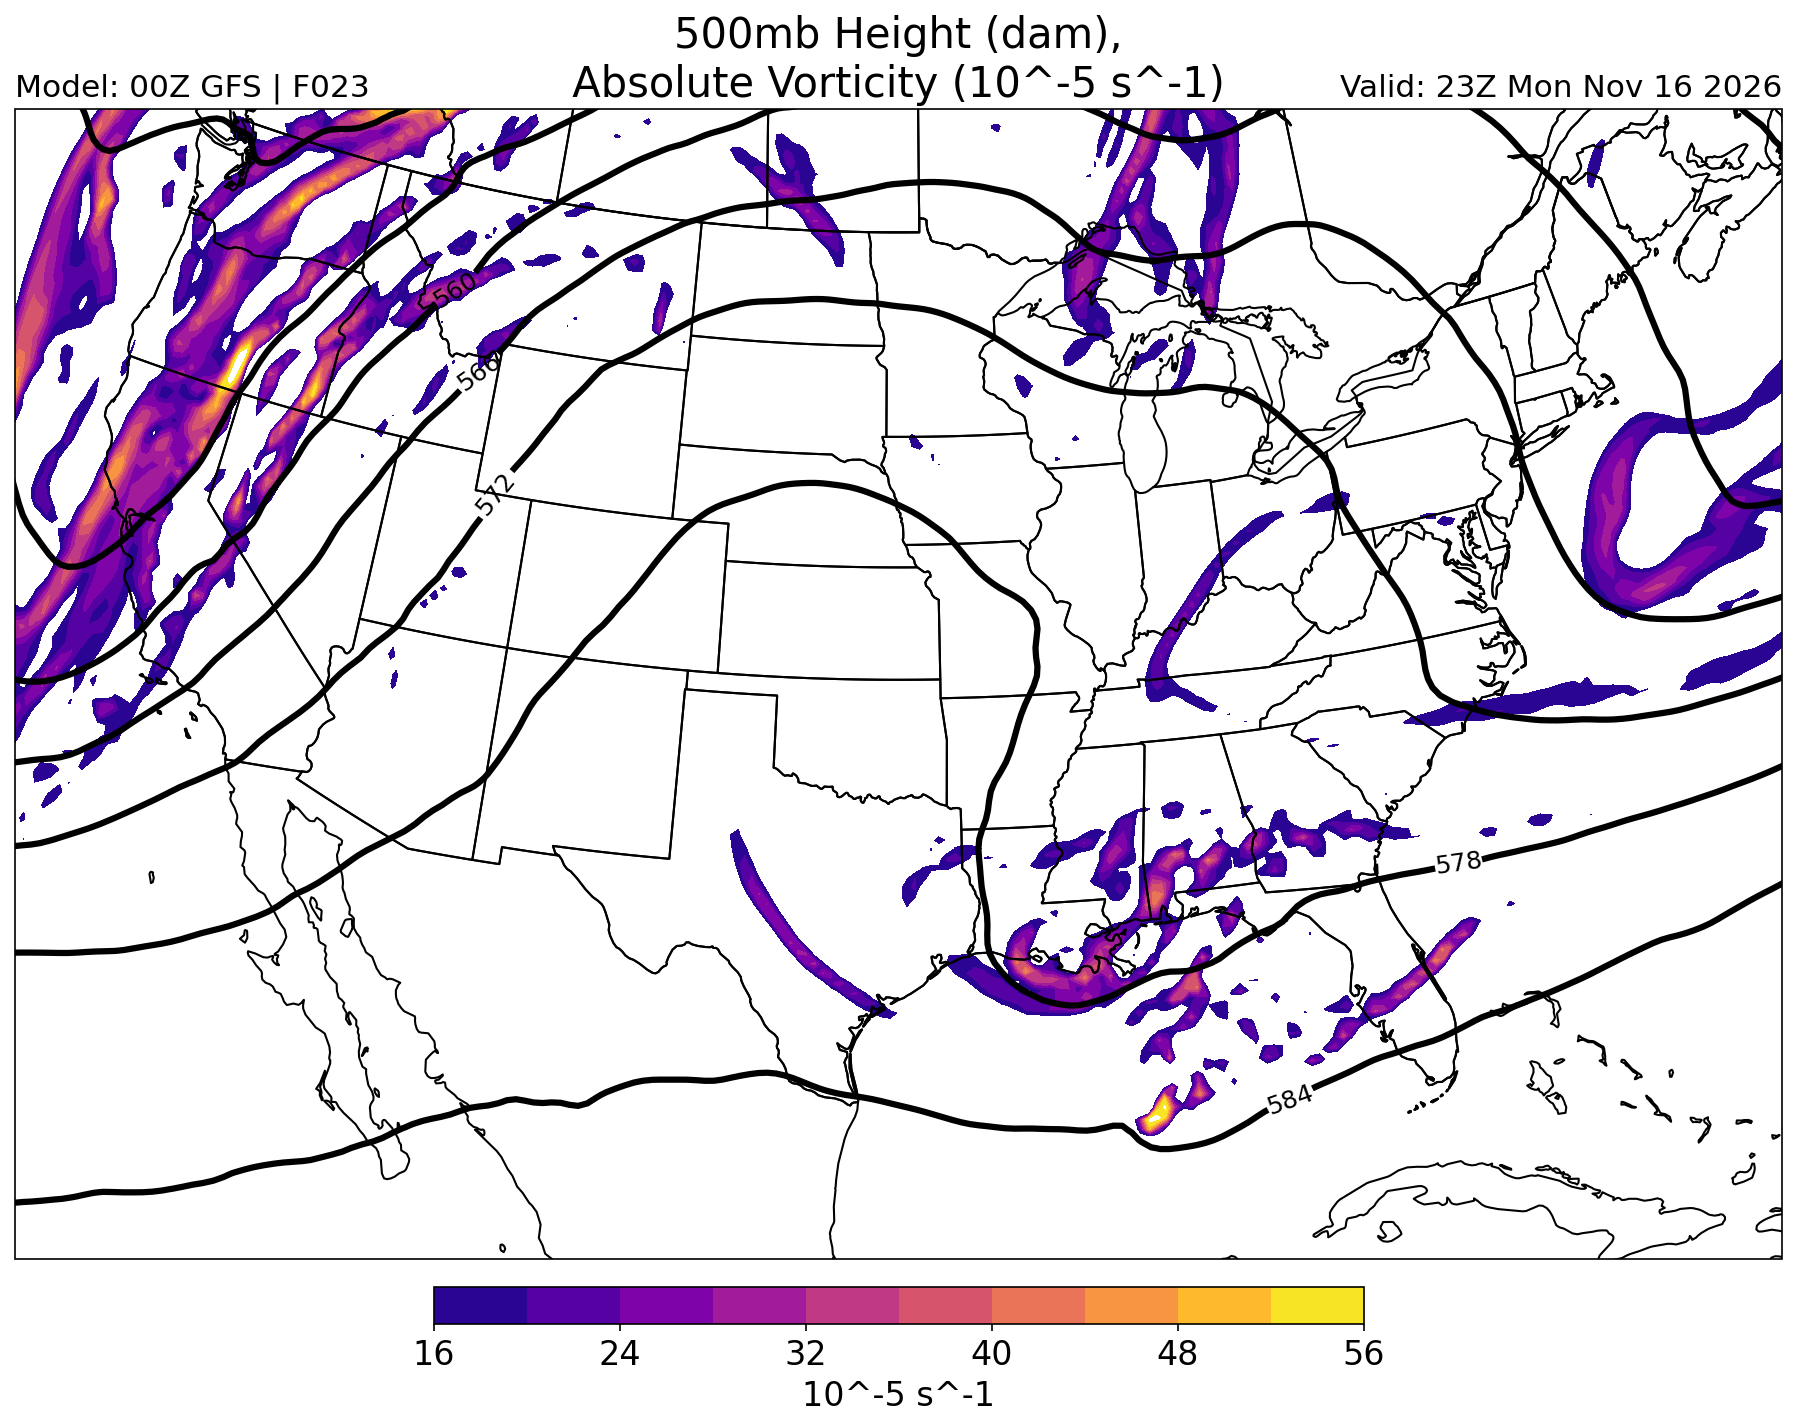 500mb Height (dam),
Model: 00Z GFS | F023
Absolute Vorticity (10^-5 s^-1)
Valid: 23Z Mon Nov 16 2026
560
566
572
578
584
16 24 32 40 48 56
10^-5 s^-1